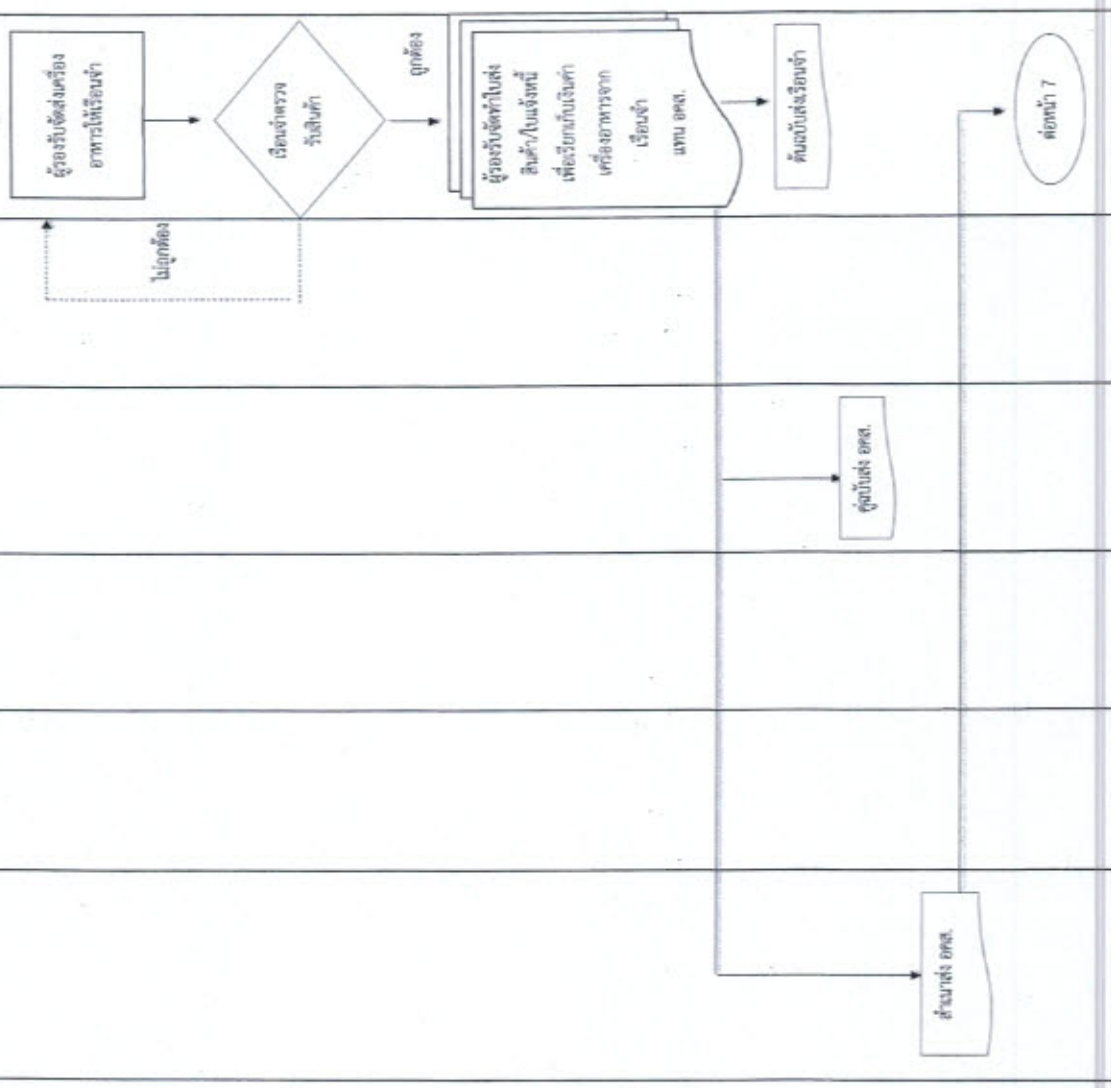 ผู้รองรับจัดส่งเครื่อง
อาหารให้เรือนจำ
ไม่ถูกต้อง
เรือนจำตรวจ
รับสินค้า
ถูกต้อง
ผู้รองรับจัดทำใบส่ง
สินค้า/ใบแจ้งหนี้
เพื่อเรียกเก็บเงินค่า
เครื่องอาหารจาก
เรือนจำ
แทน อคส.
ต้นฉบับส่งเรือนจำ
คู่ฉบับส่ง อคส.
สำเนาส่ง อคส.
ต่อหน้า 7